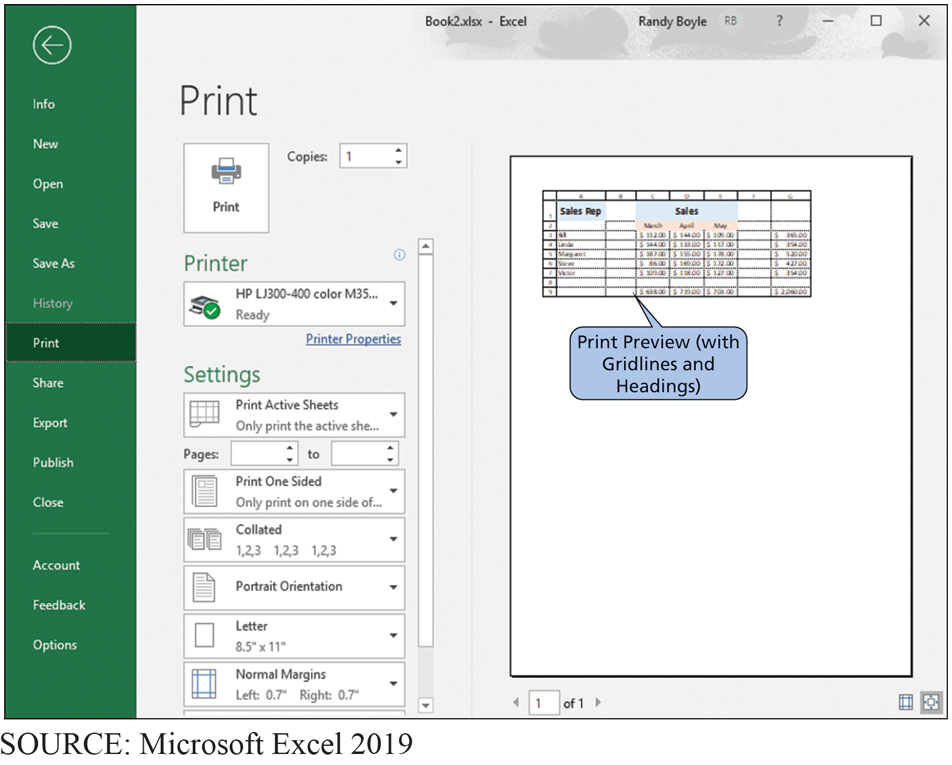 Book2.xlsx - Excel
Randy Boyle RB ?
Info
New
Open
Save
Save As
History
Print
Share
Export
Publish
Close
Account
Feedback
Options
Print
Print
Copies: 1
Printer
HP LJ300-400 color M35...
Ready
Printer Properties
Settings
Print Active Sheets
Only print the active she...
Pages: to
Print One Sided
Only print on one side of...
Collated
1,2,3 1,2,3 1,2,3
Portrait Orientation
Letter
8.5" x 11"
Normal Margins
Left: 0.7" Right: 0.7"
A B C D E F G
1 Sales Rep Sales
2 March April May
3 Bill $ 112.00 $ 144.00 $ 109.00 $ 365.00
4 Linda $ 144.00 $ 133.00 $ 117.00 $ 394.00
5 Margaret $ 187.00 $ 155.00 $ 178.00 $ 520.00
6 Steve $ 86.00 $ 169.00 $ 172.00 $ 427.00
7 Victor $ 109.00 $ 118.00 $ 127.00 $ 354.00
8
9 $ 638.00 $ 719.00 $ 703.00 $ 2,060.00
Print Preview (with
Gridlines and
Headings)
1 of 1
SOURCE: Microsoft Excel 2019